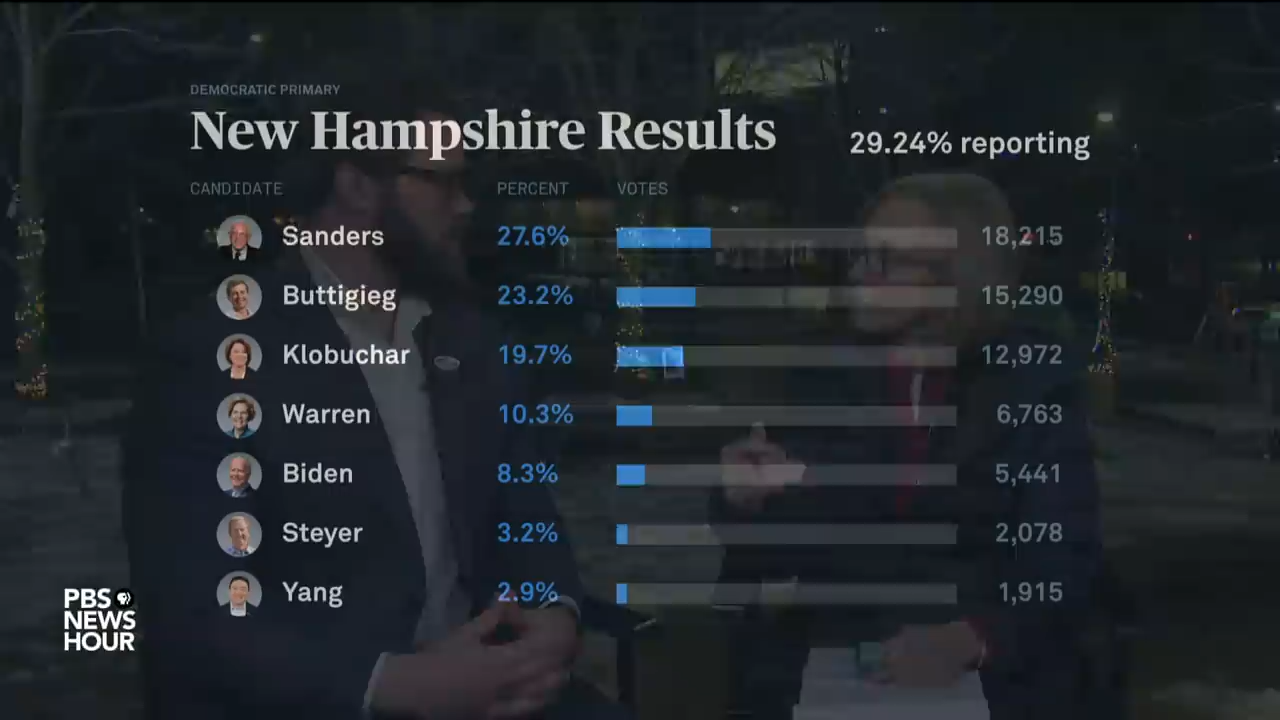 DEMOCRATIC PRIMARY
New Hampshire Results
29.24% reporting
CANDIDATE PERCENT VOTES
Sanders 27.6% 18,215
Buttigieg 23.2% 15,290
Klobuchar 19.7% 12,972
Warren 10.3% 6,763
Biden 8.3% 5,441
Steyer 3.2% 2,078
Yang 2.9% 1,915
PBS
NEWS
HOUR